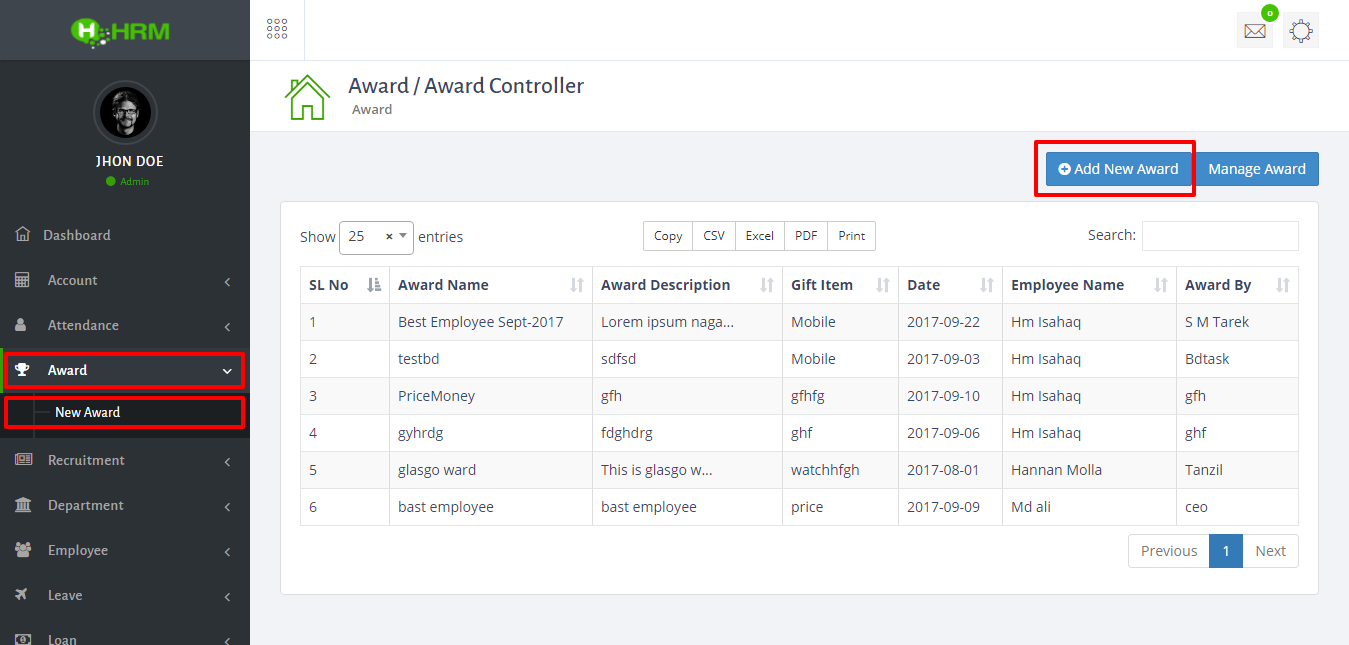 HRM
JHON DOE
Admin
Dashboard
Account
Attendance
Award
New Award
Recruitment
Department
Employee
Leave
Loan
0
Award / Award Controller
Award
Add New Award
Manage Award
Show 25 × entries
Copy CSV Excel PDF Print
Search:
SL No Award Name Award Description Gift Item Date Employee Name Award By
1 Best Employee Sept-2017 Lorem ipsum naga... Mobile 2017-09-22 Hm Isahaq S M Tarek
2 testbd sdfsd Mobile 2017-09-03 Hm Isahaq Bdtask
3 PriceMoney gfh gfhfg 2017-09-10 Hm Isahaq gfh
4 gyhrdg fdghdrg ghf 2017-09-06 Hm Isahaq ghf
5 glasgo ward This is glasgo w... watchhfgh 2017-08-01 Hannan Molla Tanzil
6 bast employee bast employee price 2017-09-09 Md ali ceo
Previous 1 Next